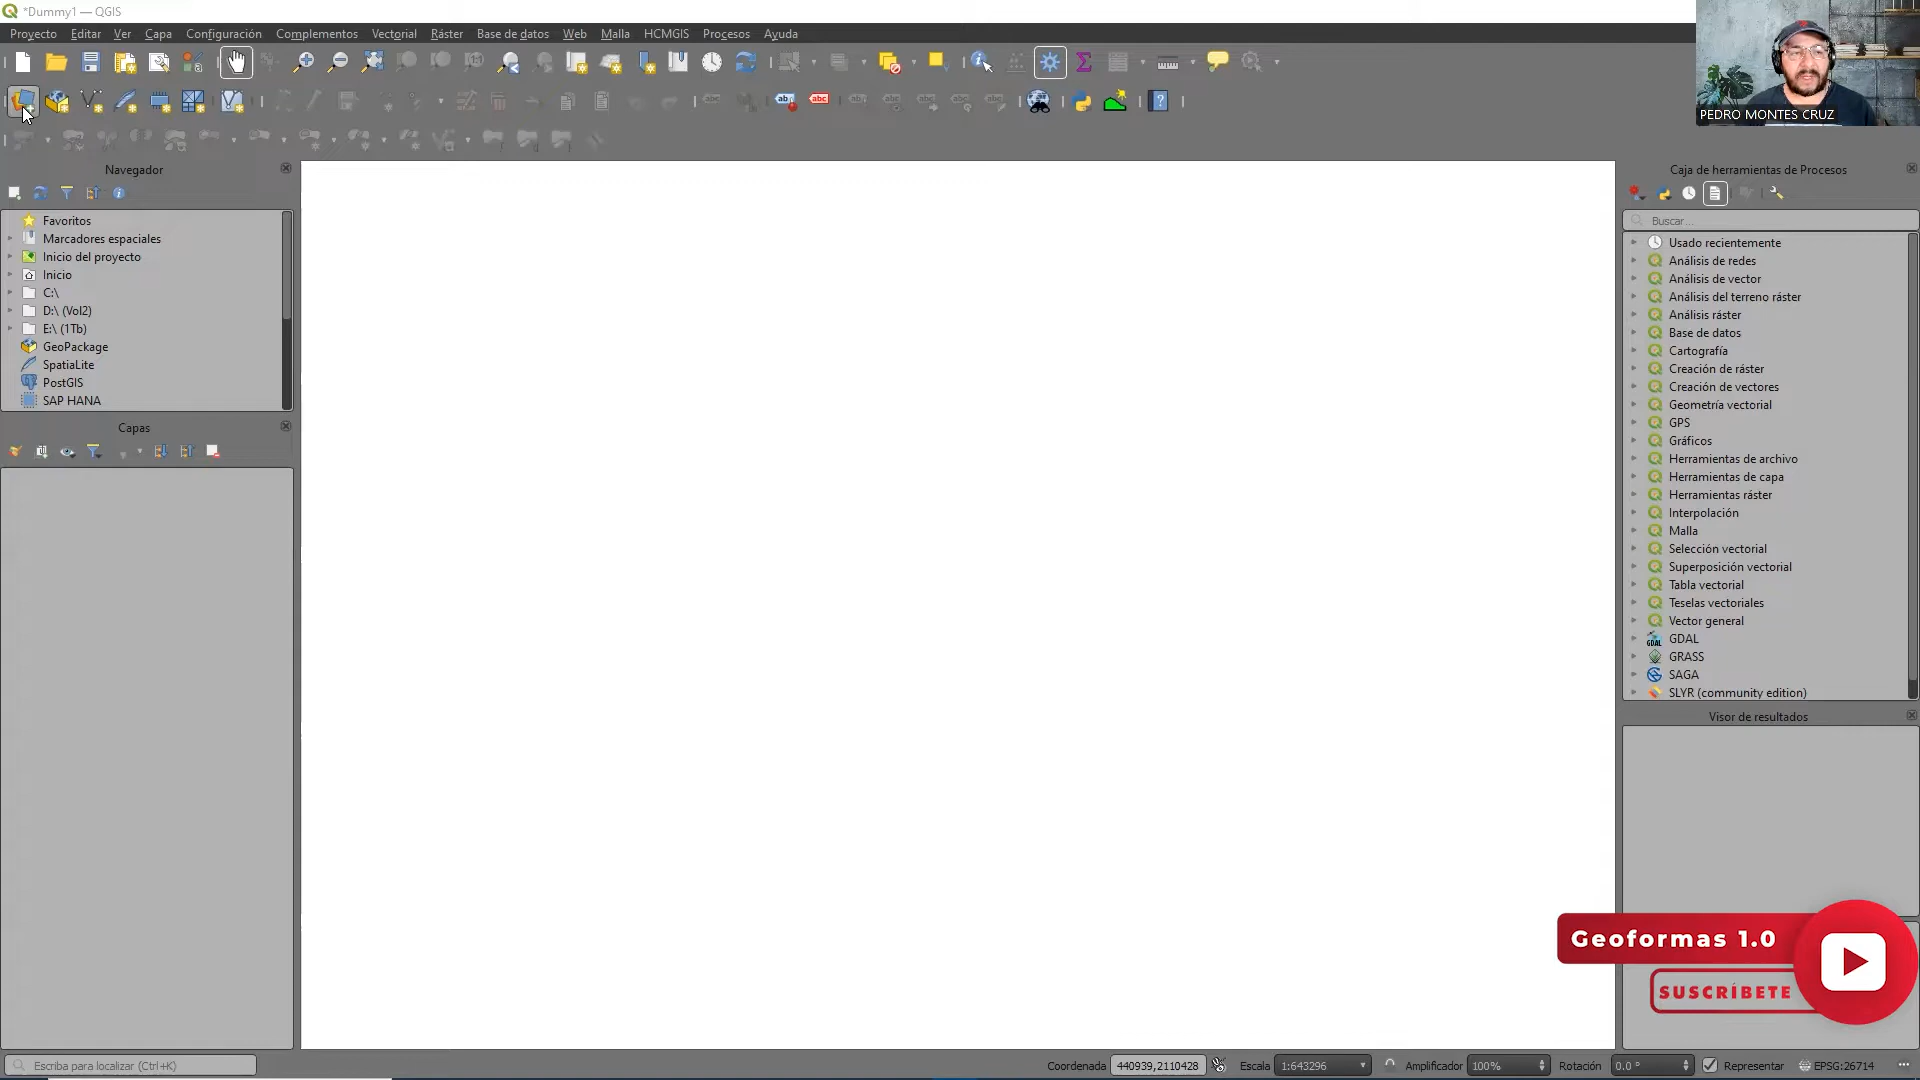 *Dummy1 — QGIS
Proyecto Editar Ver Capa Configuración Complementos Vectorial Ráster Base de datos Web Malla HCMGIS Procesos Ayuda
PEDRO MONTES CRUZ
Navegador
Favoritos
Marcadores espaciales
Inicio del proyecto
Inicio
C:\
D:\ (Vol2)
E:\ (1Tb)
GeoPackage
SpatiaLite
PostGIS
SAP HANA
Capas
Caja de herramientas de Procesos
Buscar...
Usado recientemente
Análisis de redes
Análisis de vector
Análisis del terreno ráster
Análisis ráster
Base de datos
Cartografía
Creación de ráster
Creación de vectores
Geometría vectorial
GPS
Gráficos
Herramientas de archivo
Herramientas de capa
Herramientas ráster
Interpolación
Malla
Selección vectorial
Superposición vectorial
Tabla vectorial
Teselas vectoriales
Vector general
GDAL
GRASS
SAGA
SLYR (community edition)
Visor de resultados
Geoformas 1.0
SUSCRÍBETE
Escriba para localizar (Ctrl+K)
Coordenada 440939,2110428 Escala 1:643296 Amplificador 100% Rotación 0.0 ° Representar EPSG:26714